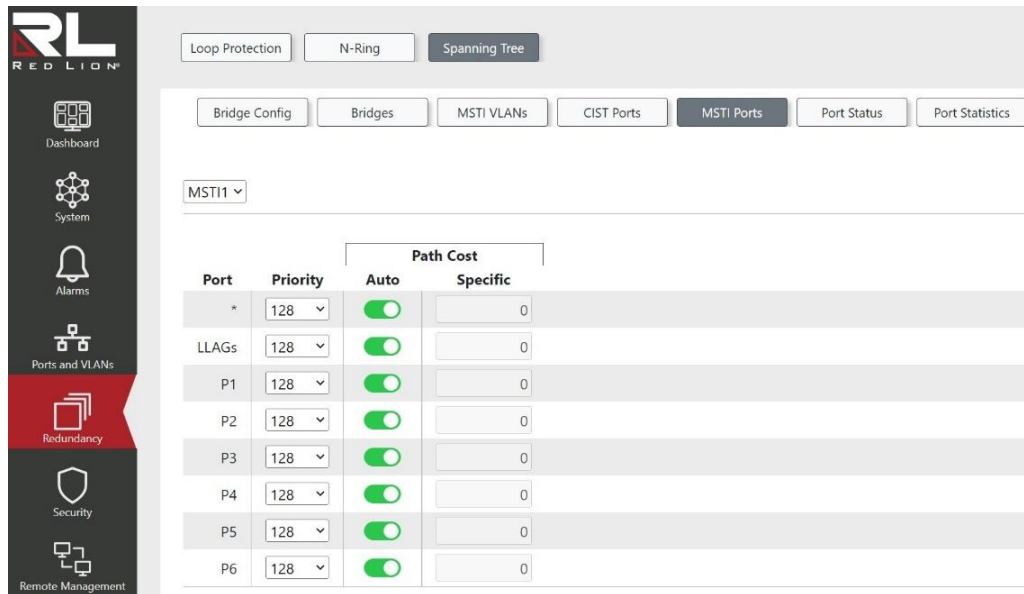 RL
RED LION®
Loop Protection N-Ring Spanning Tree
Bridge Config Bridges MSTI VLANs CIST Ports MSTI Ports Port Status Port Statistics
Dashboard
System
Alarms
Ports and VLANs
Redundancy
Security
Remote Management
MSTI1
Path Cost
Port Priority Auto Specific
* 128 0
LLAGs 128 0
P1 128 0
P2 128 0
P3 128 0
P4 128 0
P5 128 0
P6 128 0